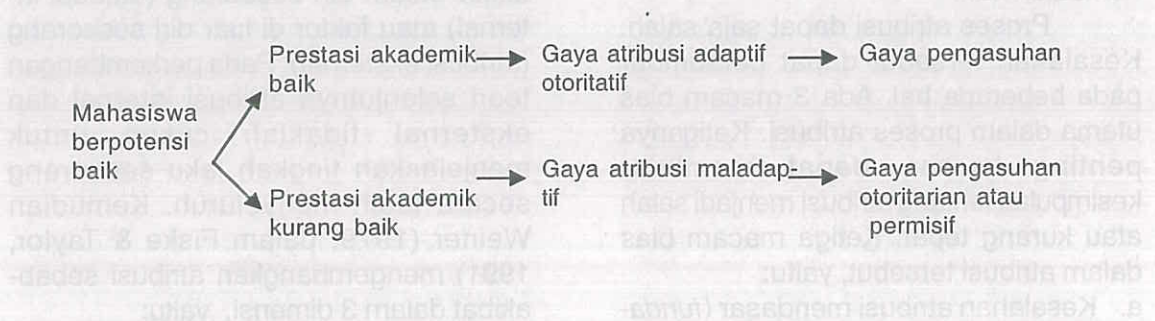 Prestasi akademik
baik
Gaya atribusi adaptif
otoritatif
Gaya pengasuhan
Mahasiswa
berpotensi
baik
Prestasi akademik
kurang baik
Gaya atribusi maladap-
tif
Gaya pengasuhan
otoritarian atau
permisif